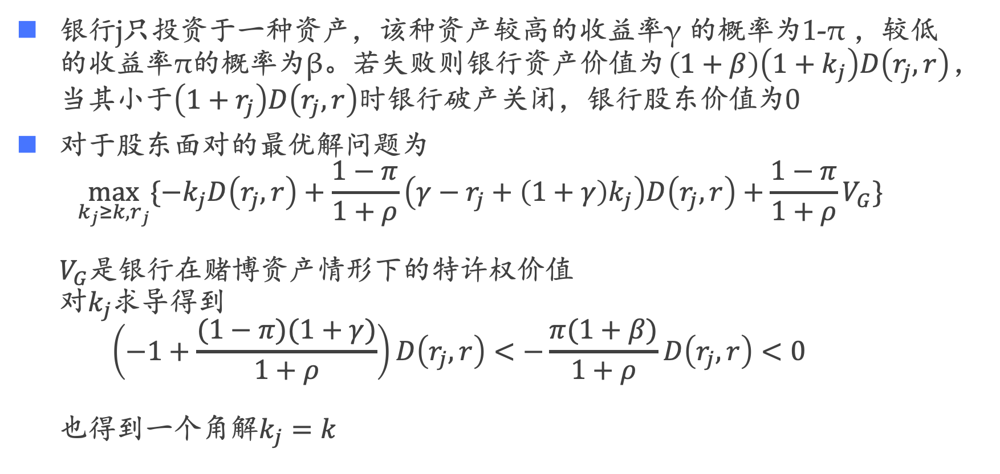 银行j只投资于一种资产，该种资产较高的收益率γ 的概率为1-π，较低
的收益率π的概率为β。若失败则银行资产价值为$(1+\beta)(1+k_j)D(r_j,r)$，
当其小于$(1+r_j)D(r_j,r)$时银行破产关闭，银行股东价值为0
对于股东面对的最优解问题为
$\max_{k_j \geq k, r_j}\{-k_jD(r_j,r)+\frac{1-\pi}{1+\rho}(\gamma-r_j+(1+\gamma)k_j)D(r_j,r)+\frac{1-\pi}{1+\rho}V_G\}$
$V_G$是银行在赌博资产情形下的特许权价值
对$k_j$求导得到
$\left(-1+\frac{(1-\pi)(1+\gamma)}{1+\rho}\right)D(r_j,r)<-\frac{\pi(1+\beta)}{1+\rho}D(r_j,r)<0$
也得到一个角解$k_j=k$